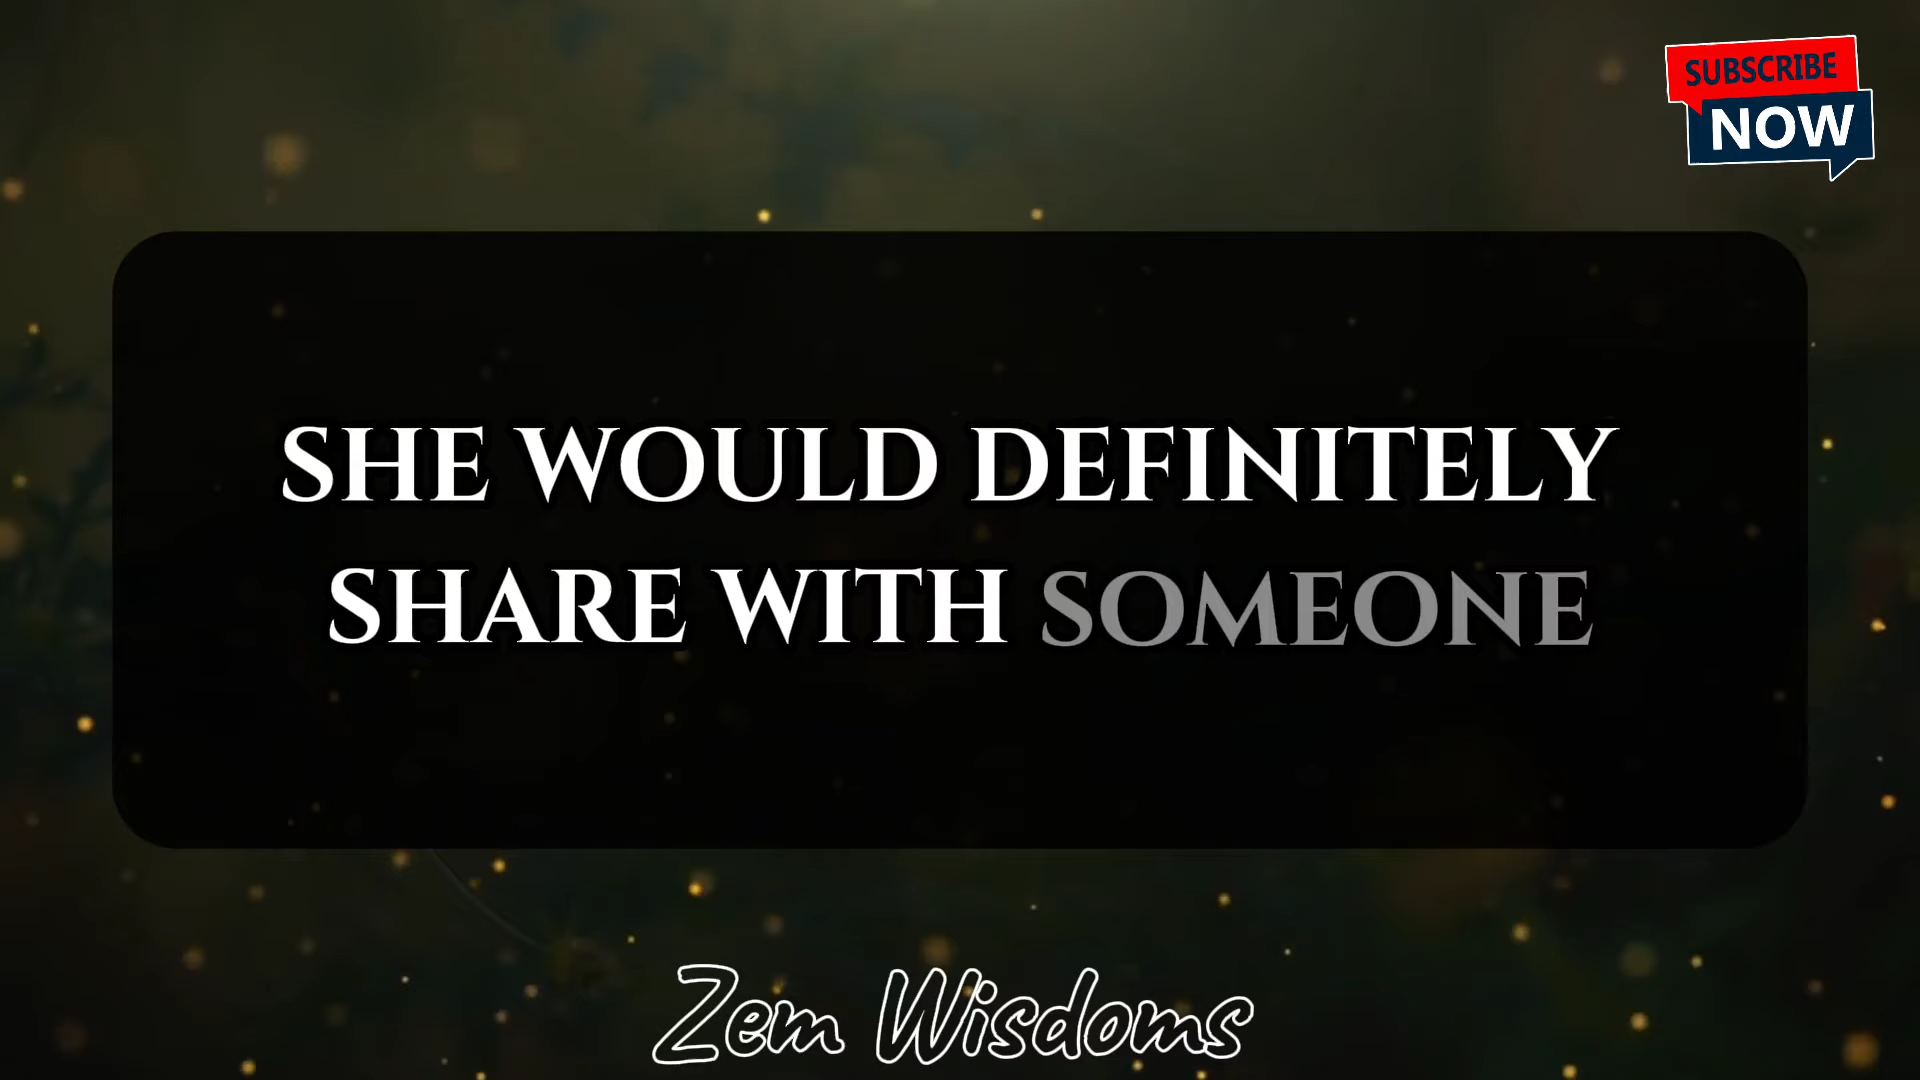 SUBSCRIBE
NOW
SHE WOULD DEFINITELY
SHARE WITH SOMEONE
Zem Wisdoms